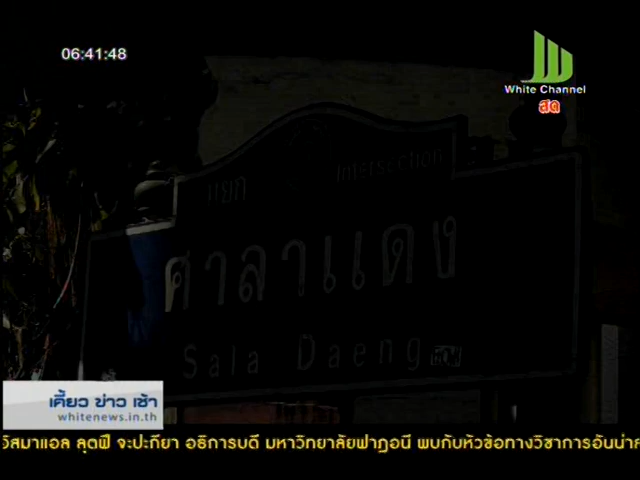 06:41:48
White Channel
สด
แยก
Intersection
ศาลาแดง
Sala Daeng
เคี้ยว ข่าว เช้า
whitenews.in.th
วิสมาแอล ลุตฟี จะปะกียา อธิการบดี มหาวิทยาลัยฟาฏอนี พบกับหัวข้อทางวิชาการอันน่า